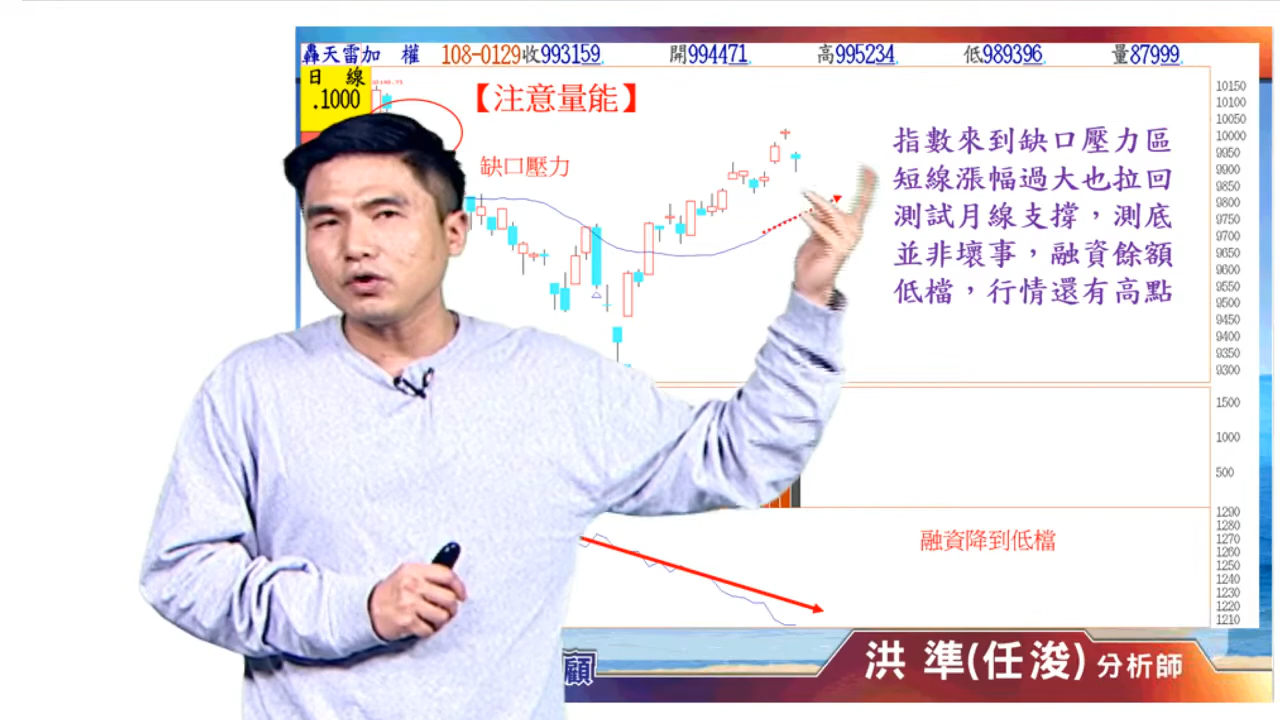 轟天雷加 權 108-0129收993159 開994471 高995234 低989396 量87999
日 線
.1000
【注意量能】
缺口壓力
指數來到缺口壓力區
短線漲幅過大也拉回
測試月線支撐，測底
並非壞事，融資餘額
低檔，行情還有高點
10150
10100
10050
10000
9950
9900
9850
9800
9750
9700
9650
9600
9550
9500
9450
9400
9350
9300
1500
1000
500
1290
1280
1270
1260
1250
1240
1230
1220
1210
融資降到低檔
顧
洪 準(任浚) 分析師